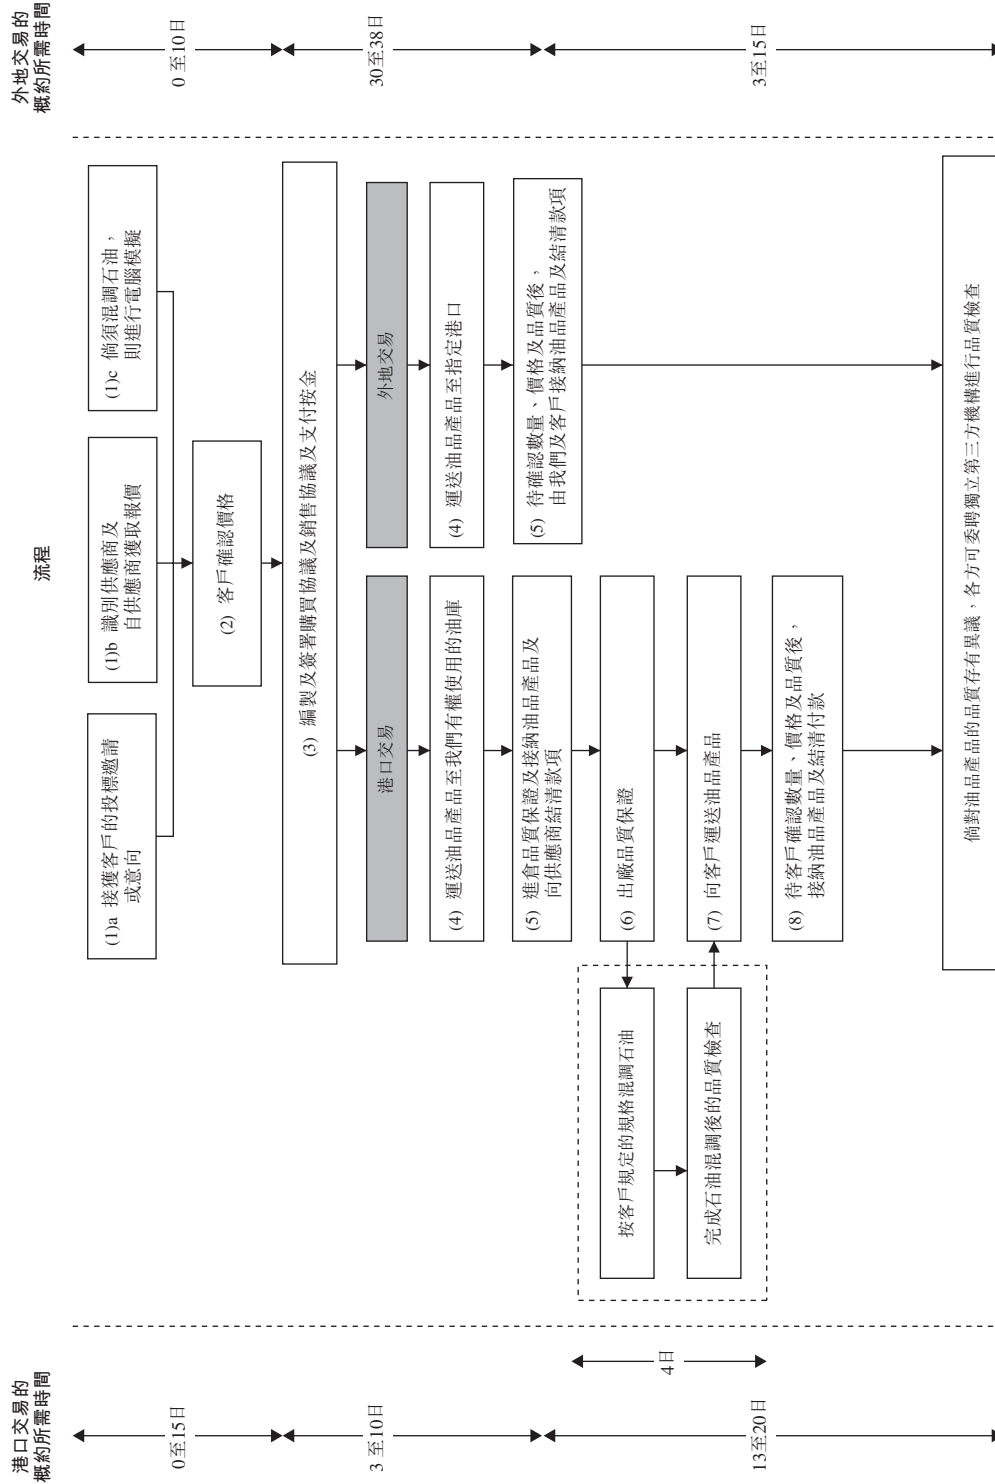 港口交易的
概約所需時間
流程
外地交易的
概約所需時間
0至15日
3 至10日
13至20日
4日
(1)a 接獲客戶的投標邀請
或意向
(1)b 識別供應商及
自供應商獲取報價
(1)c 倘須混調石油，
則進行電腦模擬
(2) 客戶確認價格
(3) 編製及簽署購買協議及銷售協議及支付按金
港口交易
(4) 運送油品產品至我們有權使用的油庫
(5) 進倉品質保證及接納油品產品及
向供應商結清款項
(6) 出廠品質保證
按客戶規定的規格混調石油
完成石油混調後的品質檢查
(7) 向客戶運送油品產品
(8) 待客戶確認數量、價格及品質後，
接納油品產品及結清付款
外地交易
(4) 運送油品產品至指定港口
(5) 待確認數量、價格及品質後，
由我們及客戶接納油品產品及結清款項
倘對油品產品的品質存有異議，各方可委聘獨立第三方機構進行品質檢查
0 至10日
30至38日
3至15日